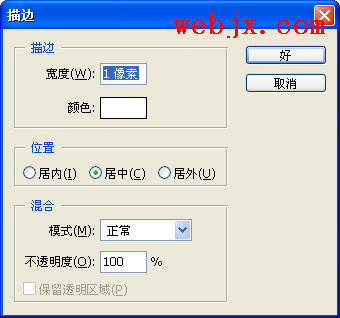 描边
webjx.com
描边
宽度(W): 1 像素
好
颜色:
取消
位置
居内(I) 居中(C) 居外(U)
混合
模式(M): 正常
不透明度(O): 100 %
保留透明区域(P)